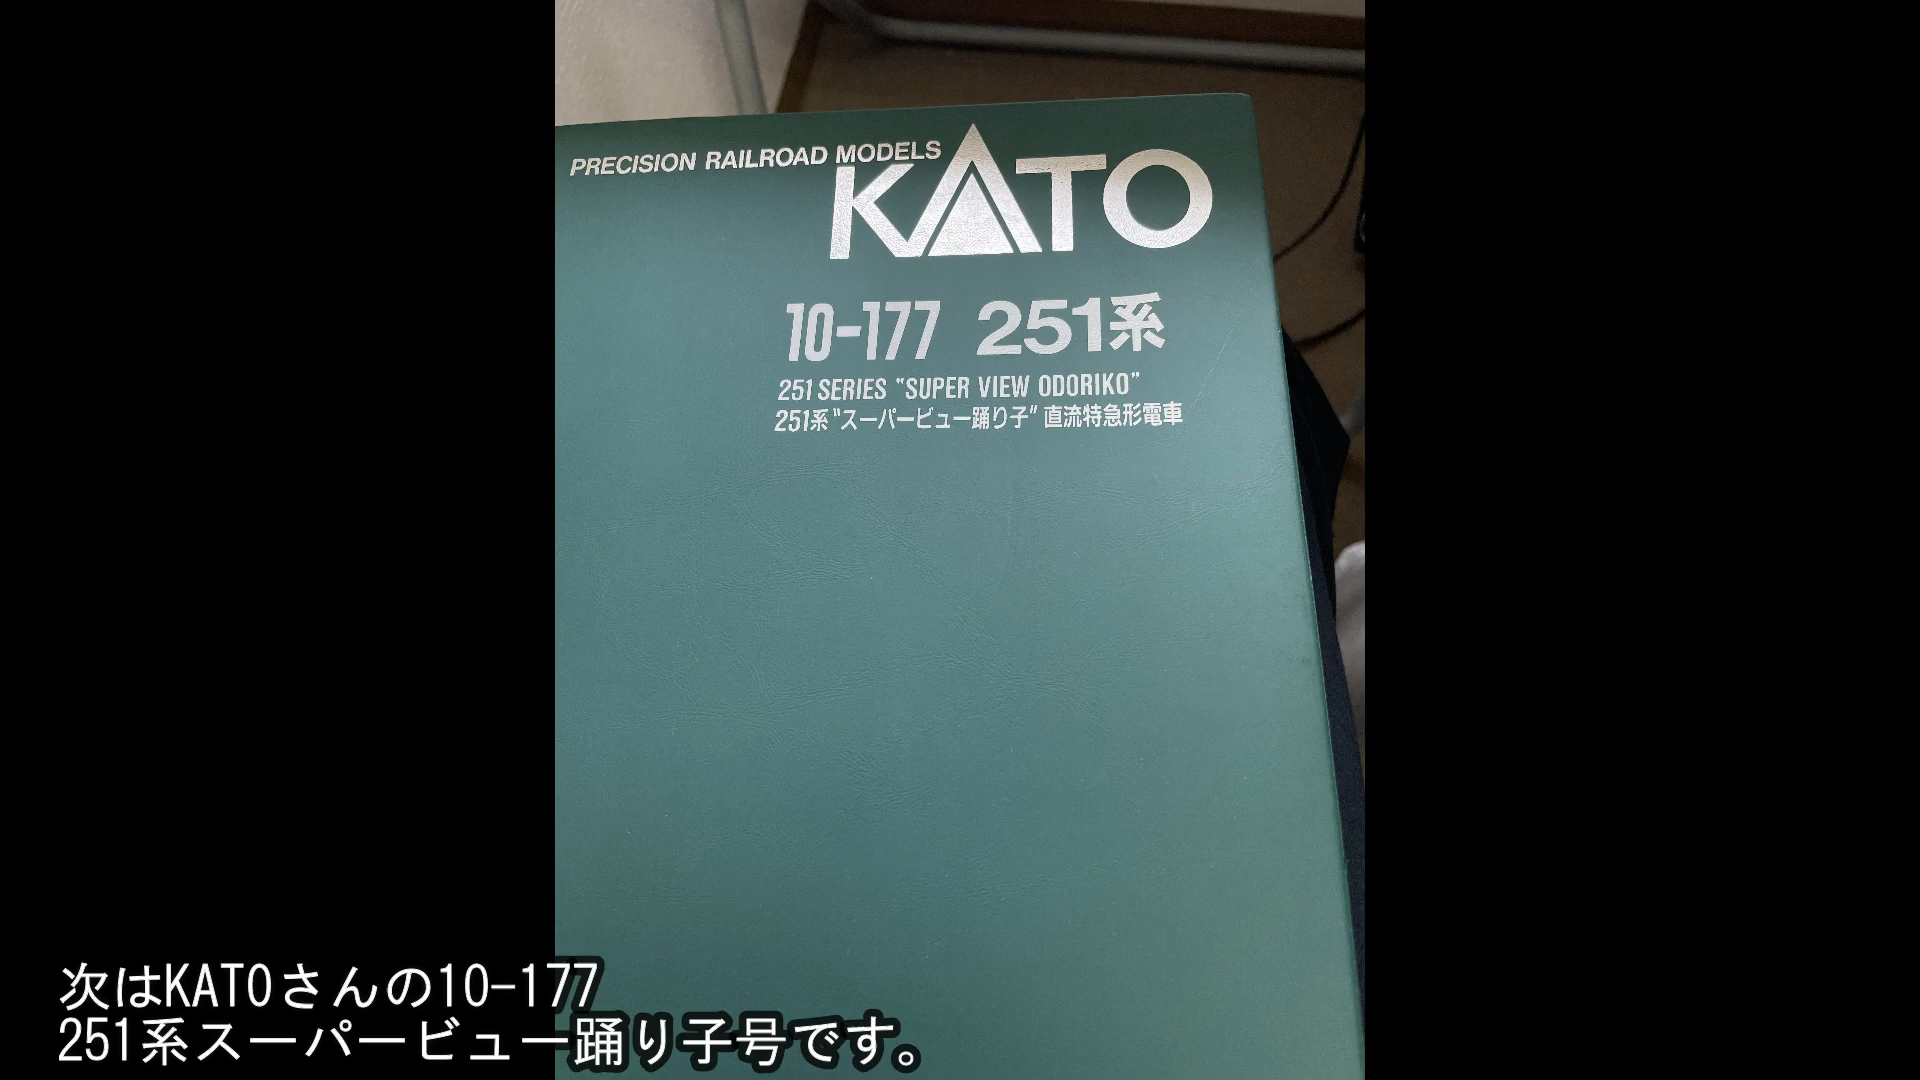 PRECISION RAILROAD MODELS
KATO
10-177 251系
251 SERIES "SUPER VIEW ODORIKO"
251系"スーパービュー踊り子"直流特急形電車
次はKATOさんの10-177
251系スーパービュー踊り子号です。